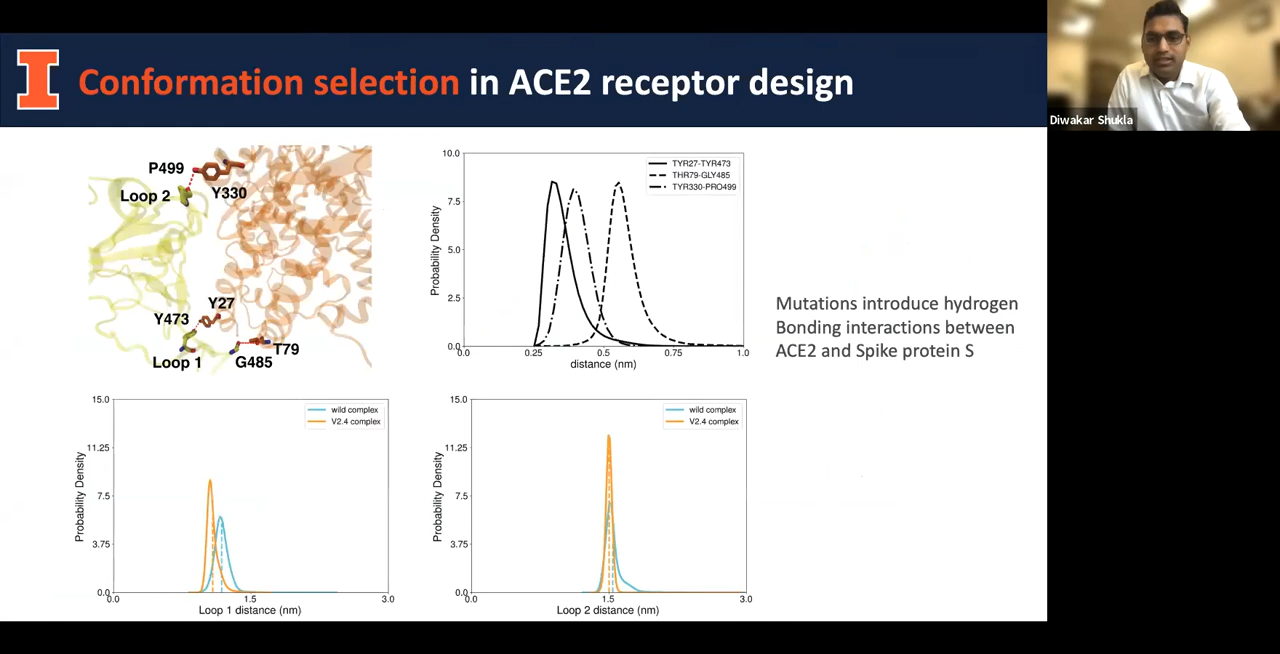 Conformation selection in ACE2 receptor design
Diwakar Shukla
P499
Loop 2
Y330
Y27
Y473
Loop 1
G485
T79
10.0
7.5
5.0
2.5
0.0
Probability Density
TYR27-TYR473
THR79-GLY485
TYR330-PRO499
0.0 0.25 0.5 0.75 1.0
distance (nm)
Mutations introduce hydrogen
Bonding interactions between
ACE2 and Spike protein S
15.0
11.25
7.5
3.75
0.0
Probability Density
wild complex
V2.4 complex
0.0 1.5 3.0
Loop 1 distance (nm)
15.0
11.25
7.5
3.75
0.0
Probability Density
wild complex
V2.4 complex
0.0 1.5 3.0
Loop 2 distance (nm)